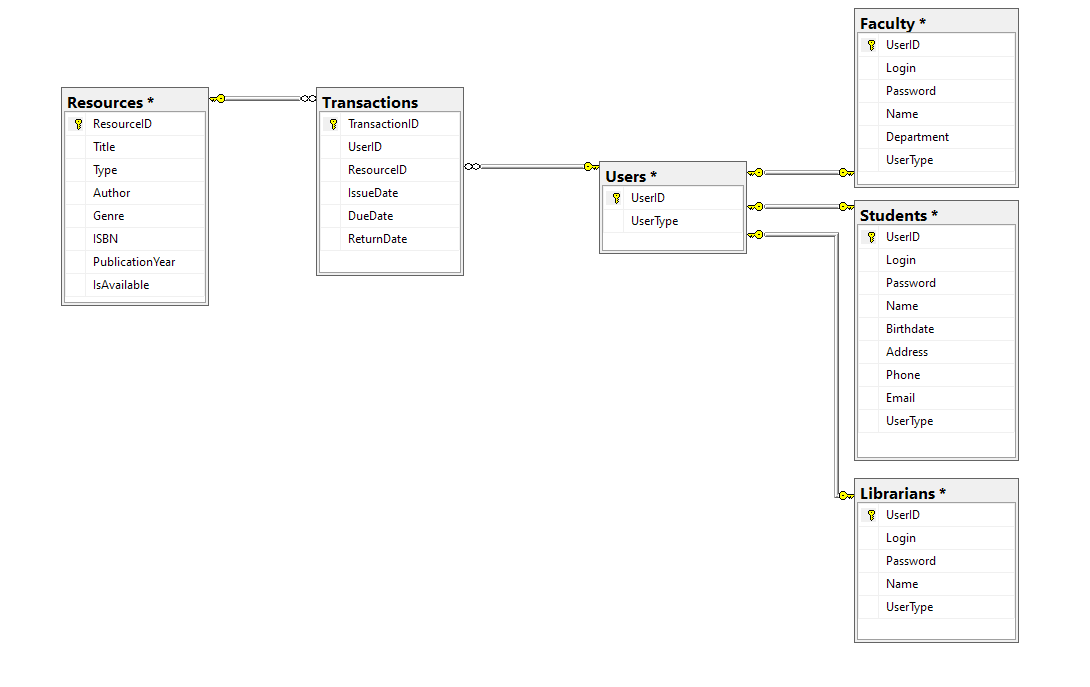 Resources *
ResourceID
Title
Type
Author
Genre
ISBN
PublicationYear
IsAvailable
Transactions
TransactionID
UserID
ResourceID
IssueDate
DueDate
ReturnDate
Users *
UserID
UserType
Faculty *
UserID
Login
Password
Name
Department
UserType
Students *
UserID
Login
Password
Name
Birthdate
Address
Phone
Email
UserType
Librarians *
UserID
Login
Password
Name
UserType